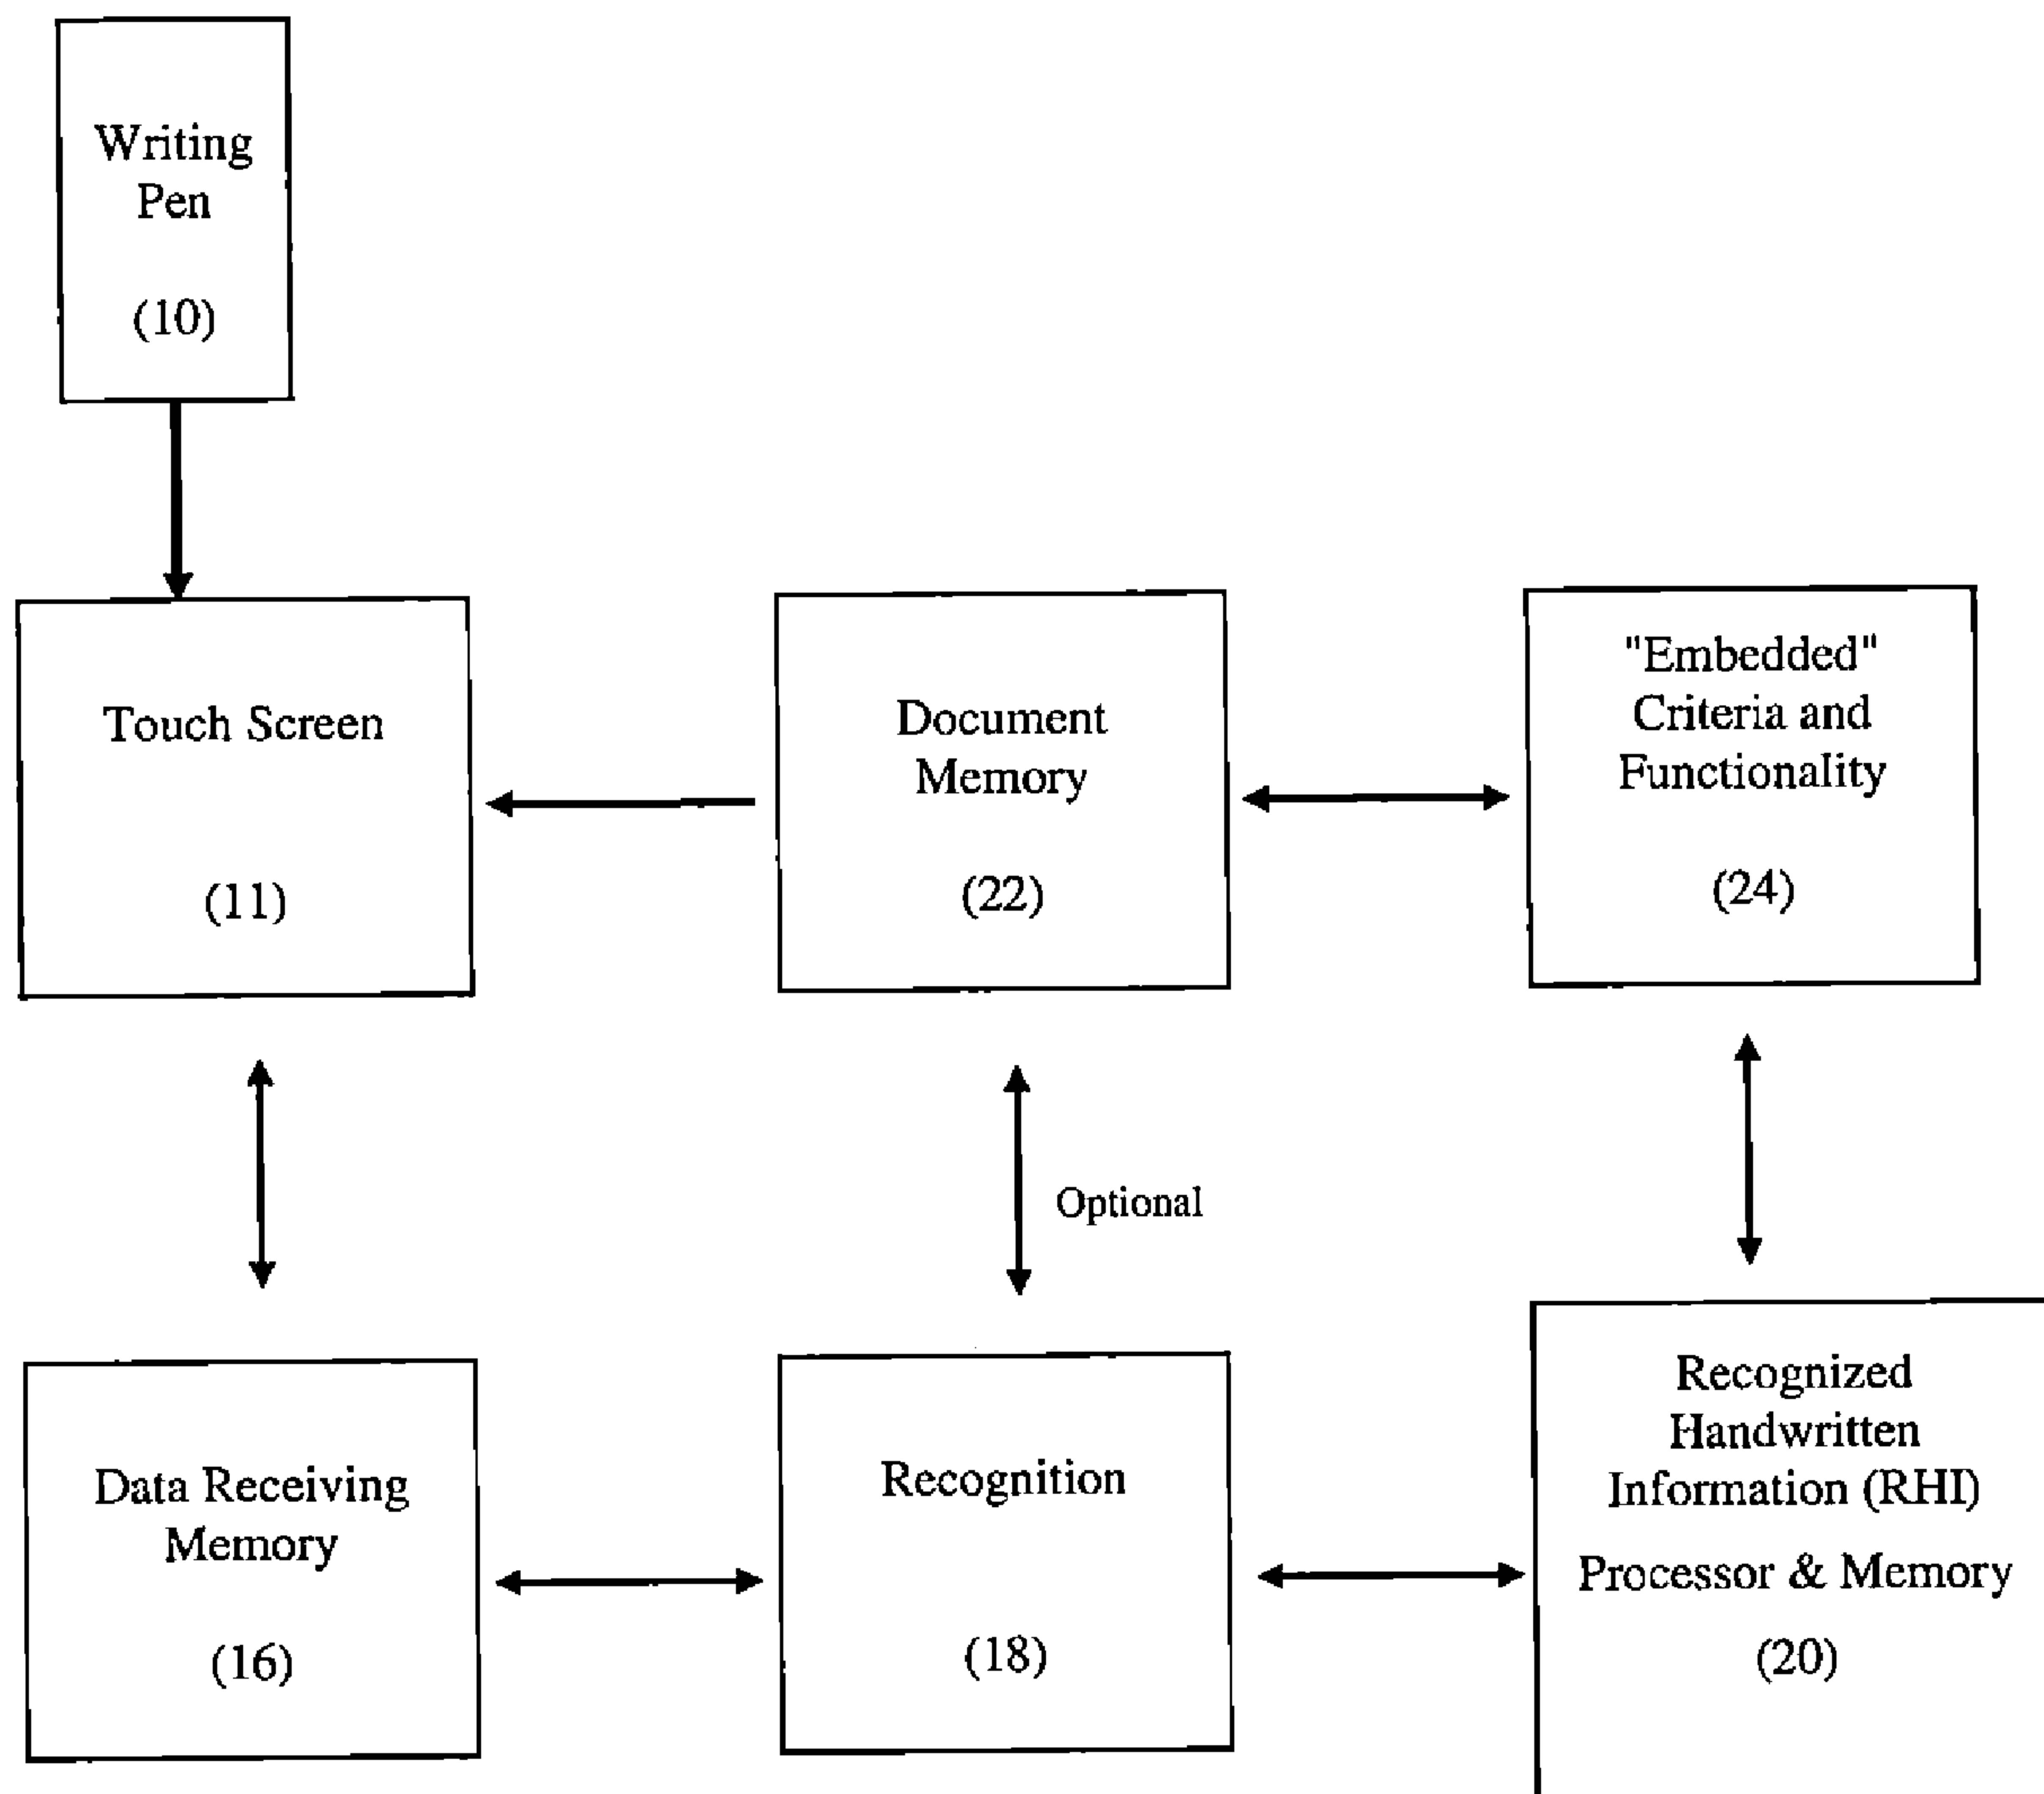 Writing
Pen
(10)
Touch Screen
(11)
Document
Memory
(22)
"Embedded"
Criteria and
Functionality
(24)
Optional
Data Receiving
Memory
(16)
Recognition
(18)
Recognized
Handwritten
Information (RHI)
Processor & Memory
(20)